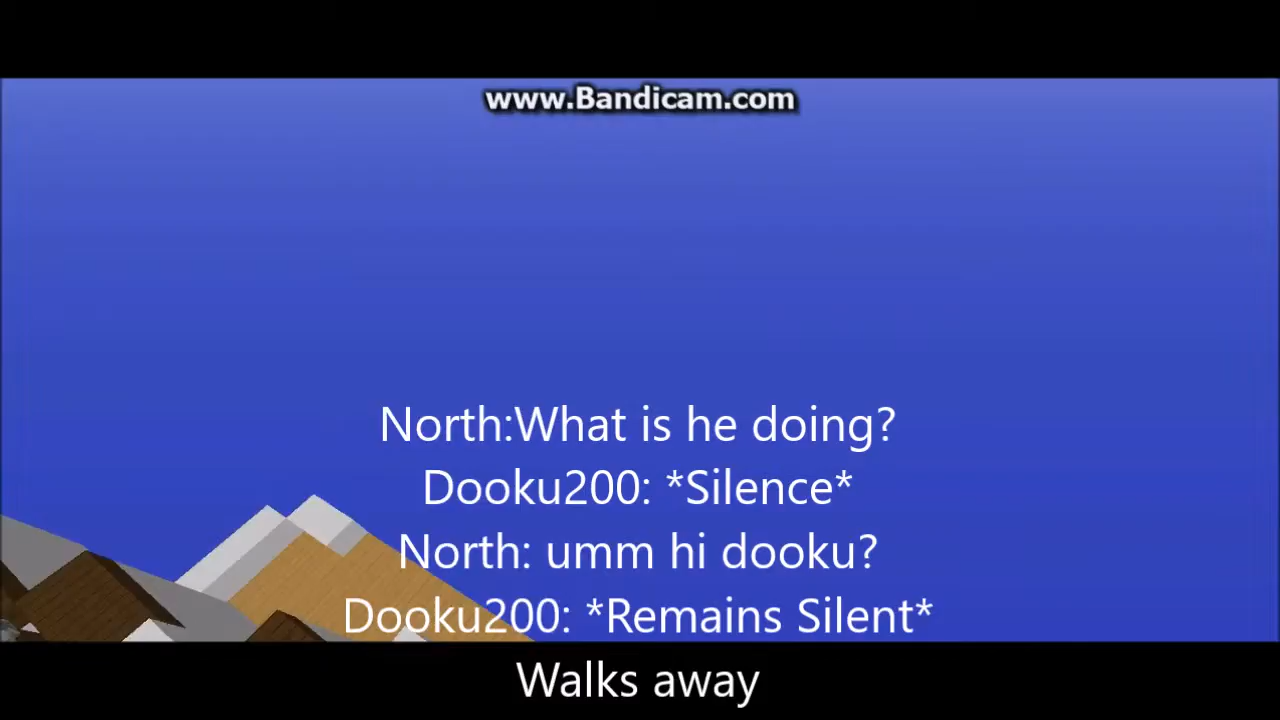 www.Bandicam.com
North:What is he doing?
Dooku200: *Silence*
North: umm hi dooku?
Dooku200: *Remains Silent*
Walks away